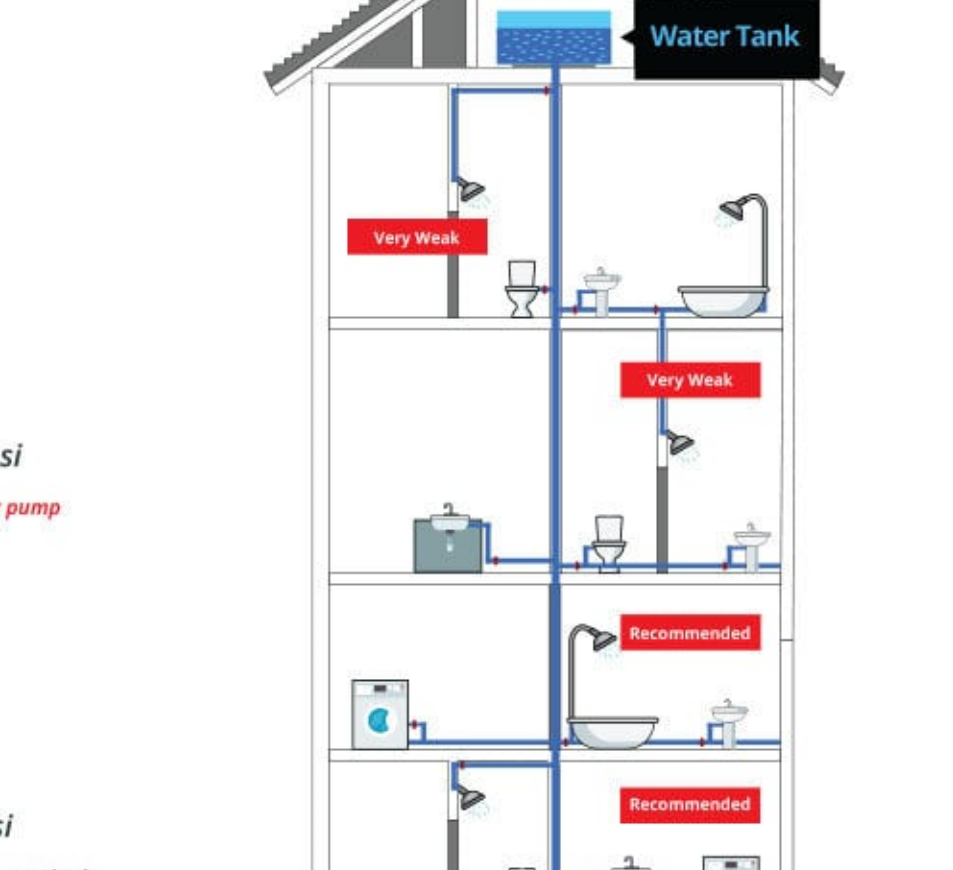 Water Tank
Very Weak
Very Weak
si
pump
Recommended
Recommended
si